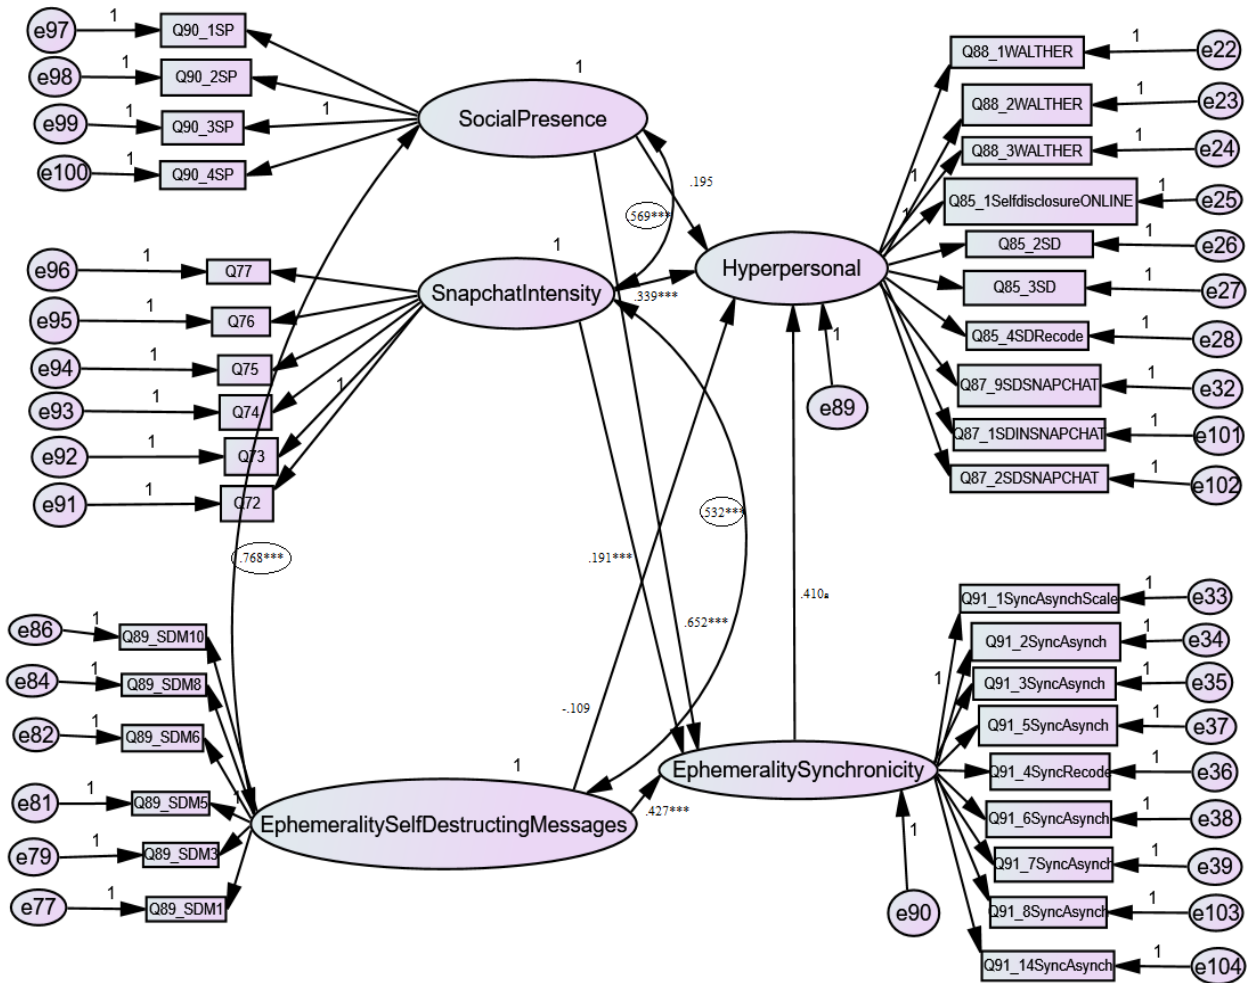 e97 1 Q90_1SP
e98 1 Q90_2SP
e99 1 Q90_3SP 1
e100 1 Q90_4SP
1
SocialPresence
e96 1 Q77
e95 1 Q76
e94 1 Q75
e93 1 Q74 1
e92 1 Q73
e91 1 Q72
1
SnapchatIntensity
.195
.569***
.339***
Hyperpersonal
1
e89
Q88_1WALTHER 1 e22
Q88_2WALTHER 1 e23
Q88_3WALTHER 1 e24
1
Q85_1SelfdisclosureONLINE 1 e25
1
Q85_2SD 1 e26
Q85_3SD 1 e27
Q85_4SDRecode 1 e28
Q87_9SDSNAPCHAT 1 e32
Q87_1SDINSNAPCHAT 1 e101
Q87_2SDSNAPCHAT 1 e102
.532***
.768***
.191***
.410a
.652***
-.109
e86 1 Q89_SDM10
e84 1 Q89_SDM8
e82 1 Q89_SDM6
e81 1 Q89_SDM5 1
e79 1 Q89_SDM3
e77 1 Q89_SDM1
1
EphemeralitySelfDestructingMessages
.427***
EphemeralitySynchronicity
1
e90
Q91_1SyncAsynchScale 1 e33
Q91_2SyncAsynch 1 e34
1 Q91_3SyncAsynch 1 e35
Q91_5SyncAsynch 1 e37
Q91_4SyncRecode 1 e36
Q91_6SyncAsynch 1 e38
Q91_7SyncAsynch 1 e39
Q91_8SyncAsynch 1 e103
Q91_14SyncAsynch 1 e104